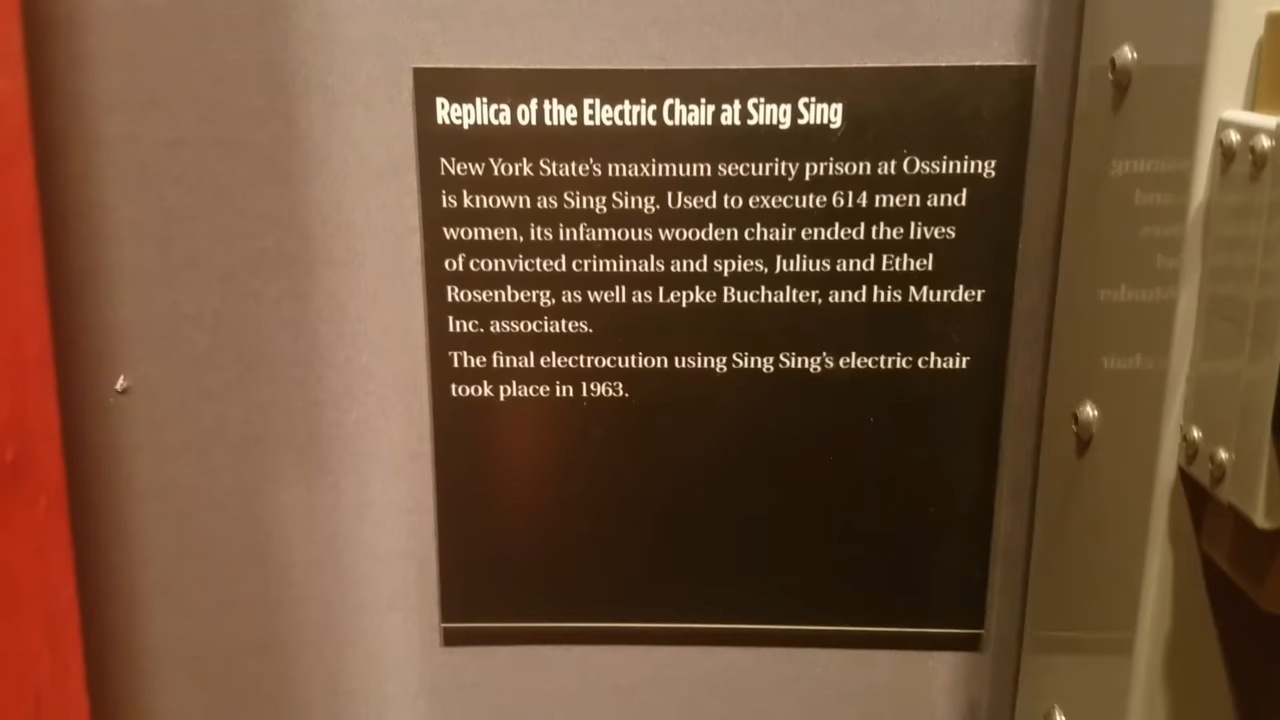 Replica of the Electric Chair at Sing Sing
New York State's maximum security prison at Ossining
is known as Sing Sing. Used to execute 614 men and
women, its infamous wooden chair ended the lives
of convicted criminals and spies, Julius and Ethel
Rosenberg, as well as Lepke Buchalter, and his Murder
Inc. associates.
The final electrocution using Sing Sing's electric chair
took place in 1963.